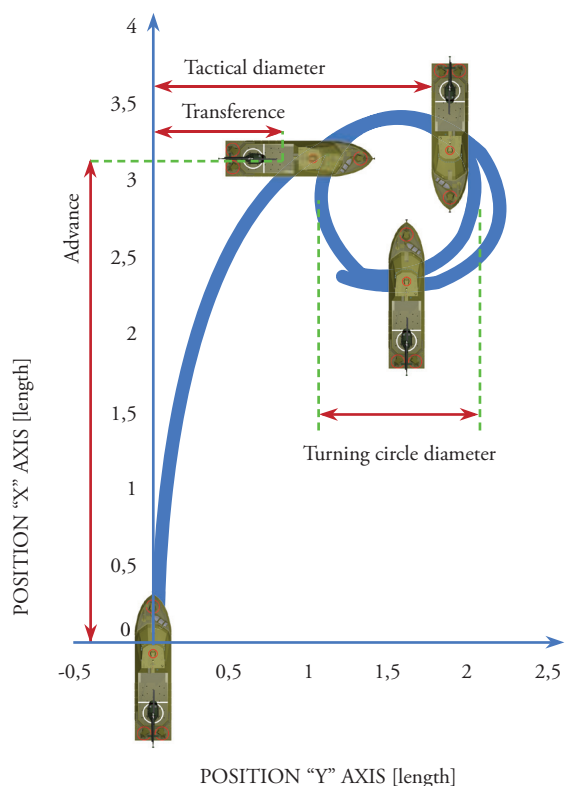 4
Tactical diameter
3,5
Transference
3
Advance
2,5
2
1,5
Turning circle diameter
1
POSITION “X” AXIS [length]
0,5
0
-0,5
0,5
1
1,5
2
2,5
POSITION “Y” AXIS [length]